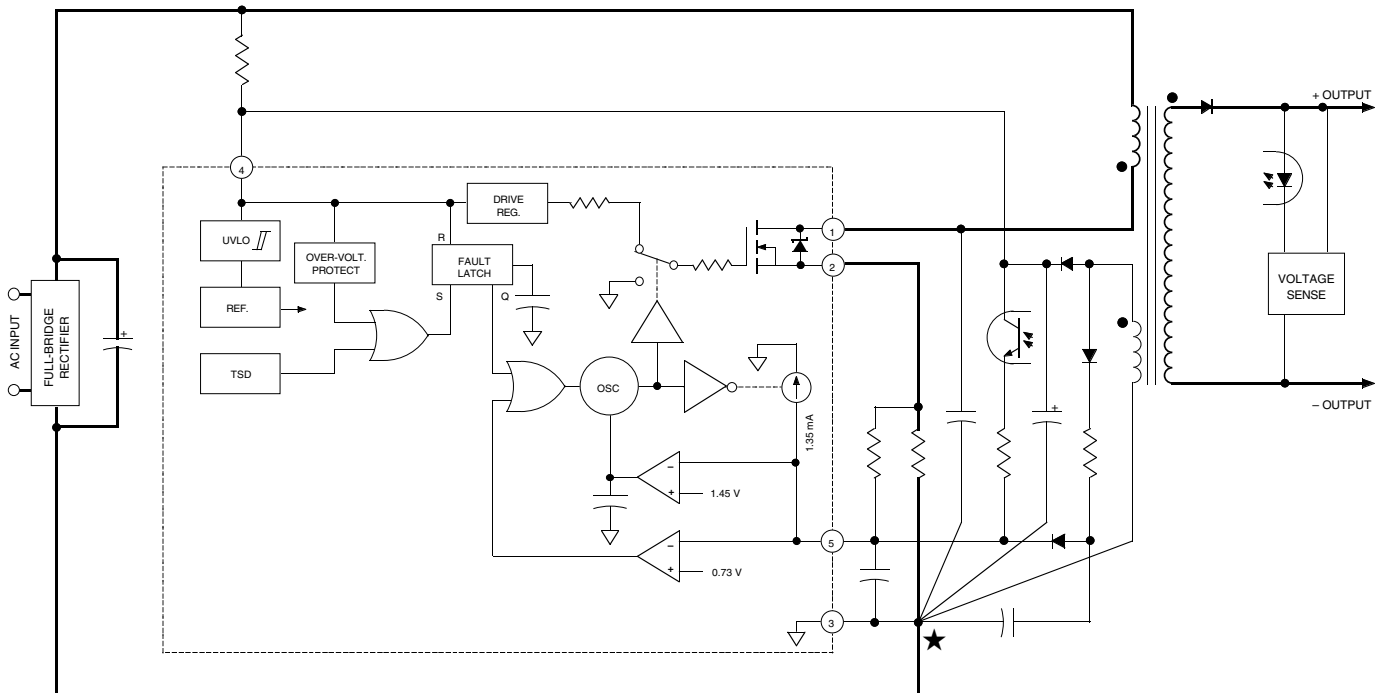 + OUTPUT
4
DRIVE
REG.
UVLO
R
1
OVER-VOLT.
PROTECT
FAULT
LATCH
2
VOLTAGE
SENSE
AC INPUT
FULL-BRIDGE
RECTIFIER
+
REF.
S
Q
TSD
OSC
– OUTPUT
1.35 mA
+
–
+
1.45 V
5
–
+
0.73 V
3